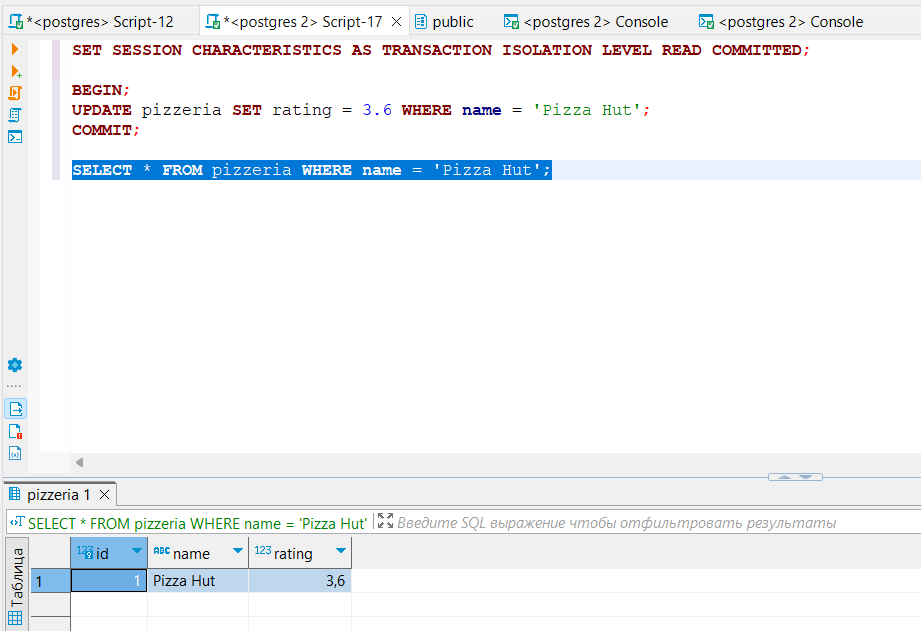 *<postgres> Script-12 *<postgres 2> Script-17 public <postgres 2> Console <postgres 2> Console
SET SESSION CHARACTERISTICS AS TRANSACTION ISOLATION LEVEL READ COMMITTED;
BEGIN;
UPDATE pizzeria SET rating = 3.6 WHERE name = 'Pizza Hut';
COMMIT;
SELECT * FROM pizzeria WHERE name = 'Pizza Hut';
pizzeria 1
SELECT * FROM pizzeria WHERE name = 'Pizza Hut' Введите SQL выражение чтобы отфильтровать результаты
Таблица
123 id ABC name 123 rating
1 1 Pizza Hut 3,6